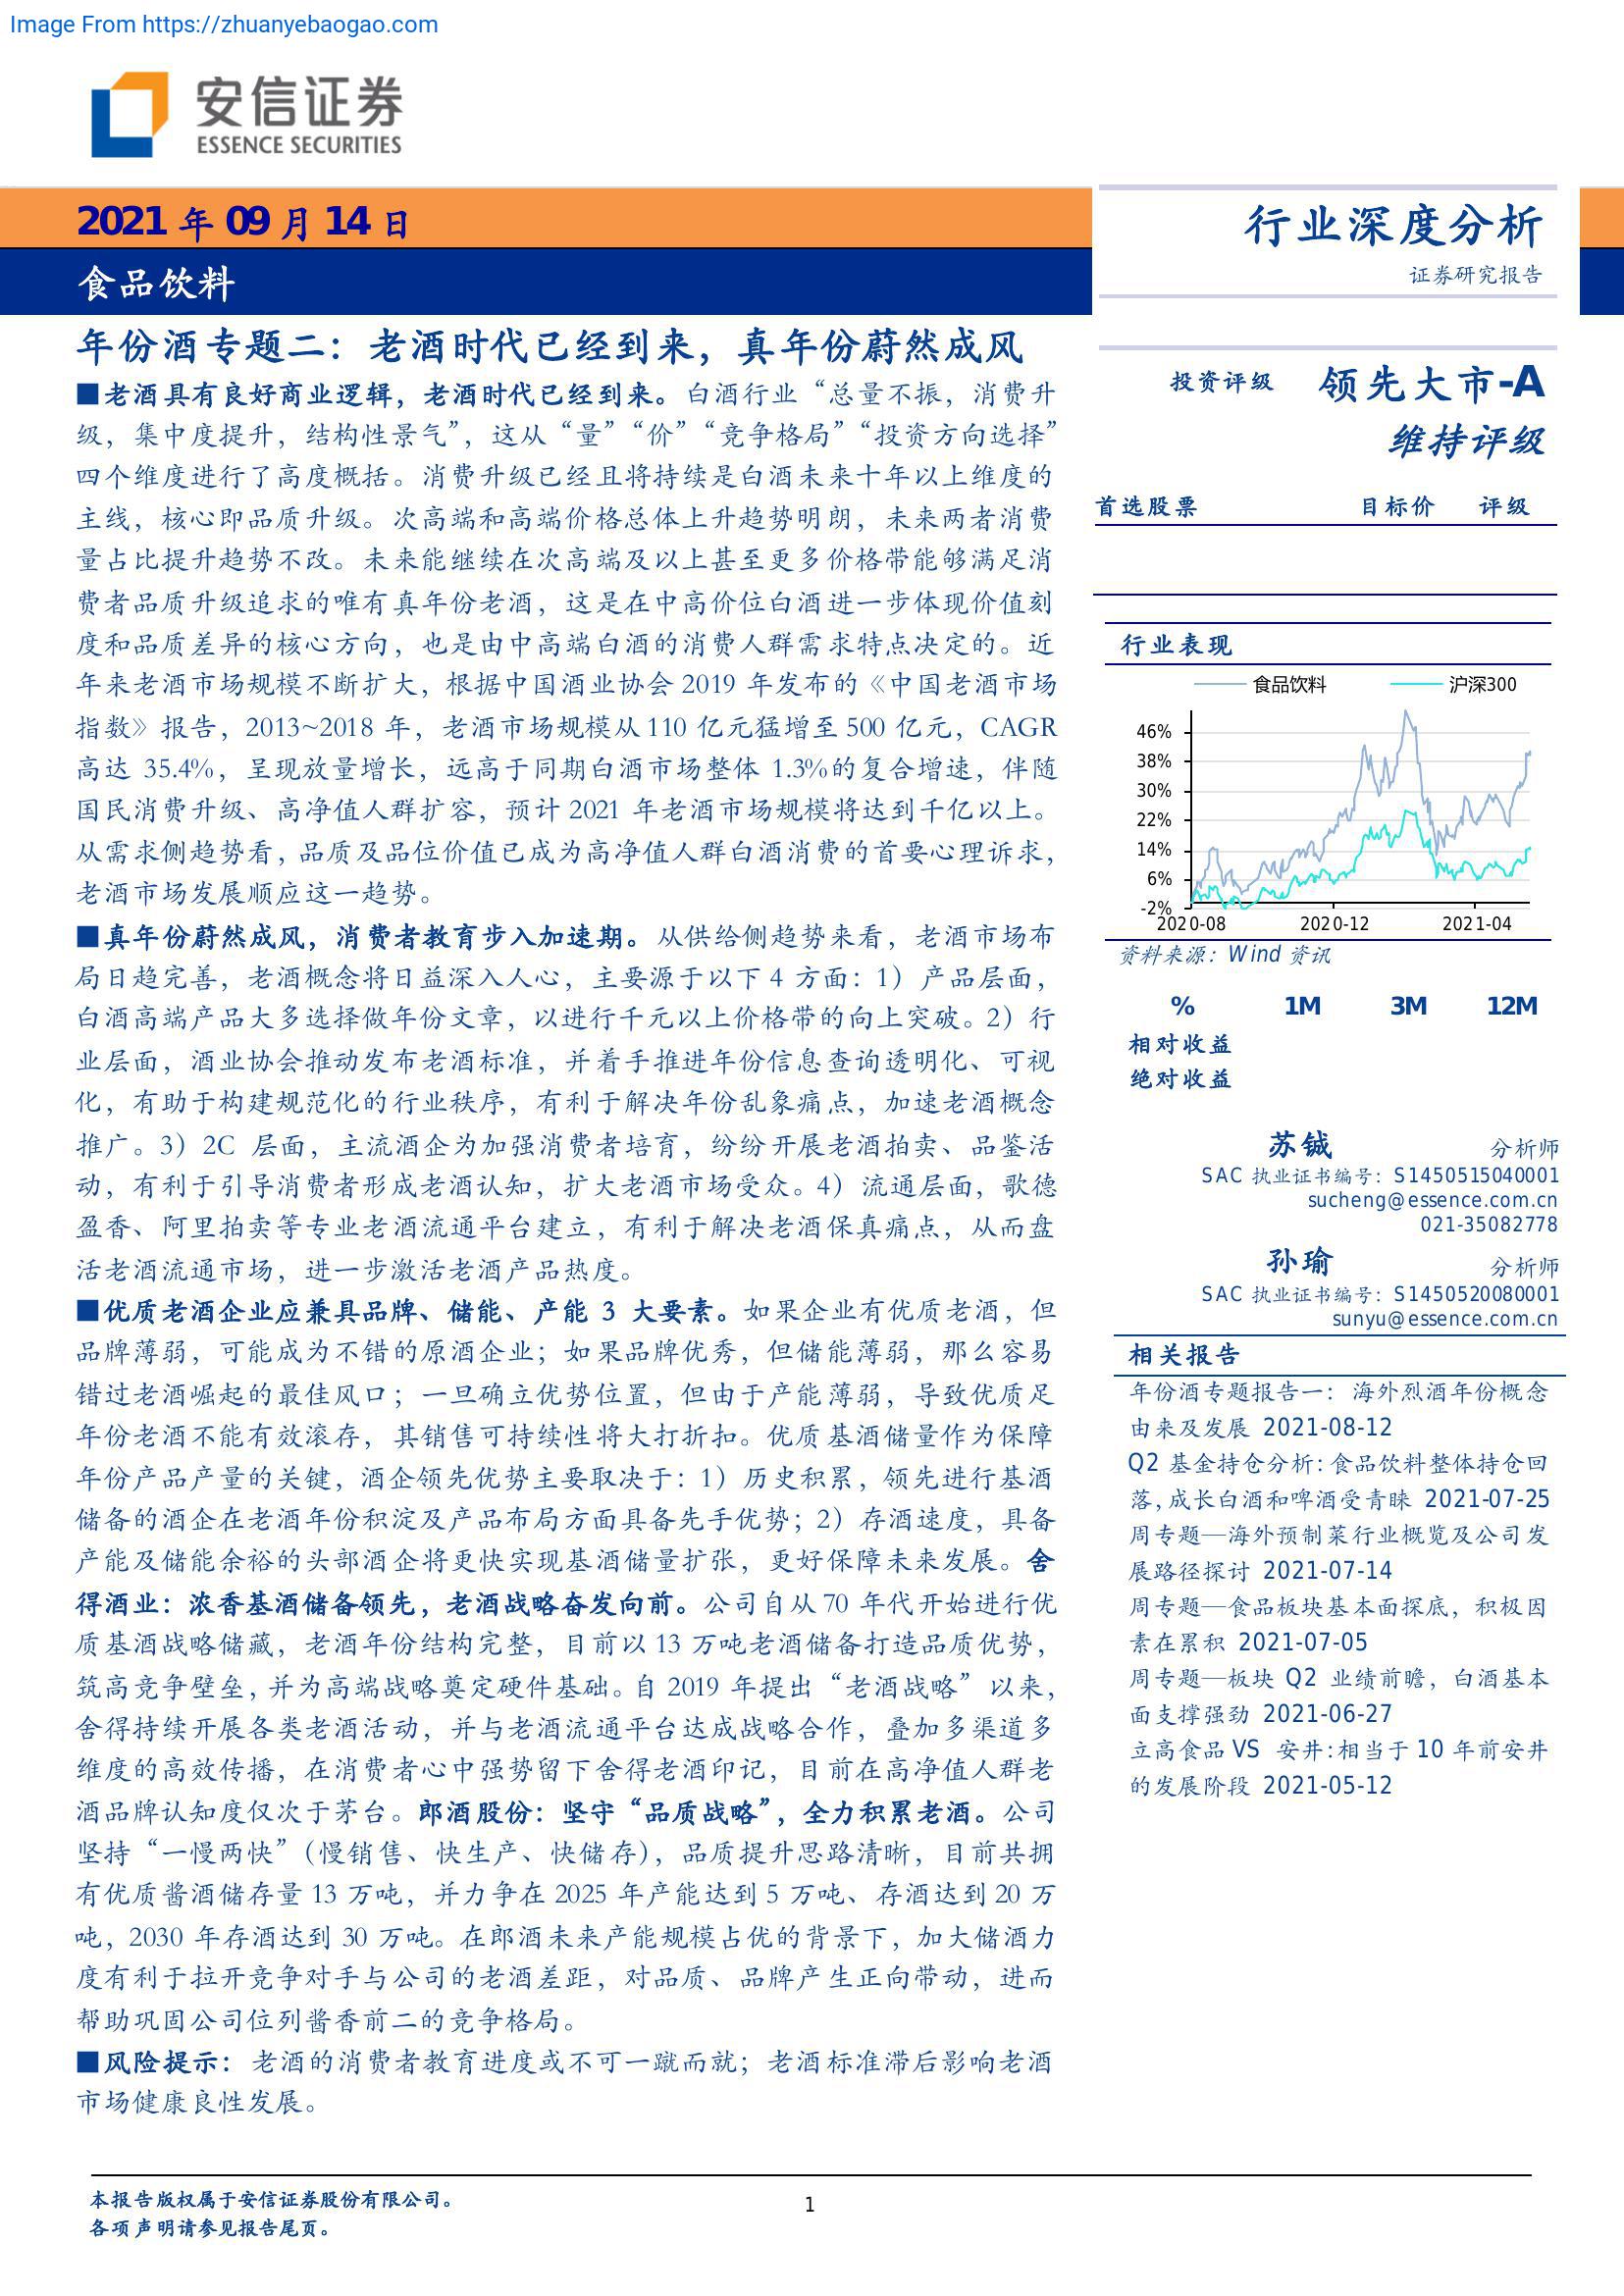 Image From https://zhuanyebaogao.com
安信证券
ESSENCE SECURITIES
2021 年 09 月 14 日
食品饮料
行业深度分析
证券研究报告
年份酒专题二：老酒时代已经到来，真年份蔚然成风
■老酒具有良好商业逻辑，老酒时代已经到来。白酒行业“总量不振，消费升
级，集中度提升，结构性景气”，这从“量”“价”“竞争格局”“投资方向选择”
四个维度进行了高度概括。消费升级已经且将持续是白酒未来十年以上维度的
主线，核心即品质升级。次高端和高端价格总体上升趋势明朗，未来两者消费
量占比提升趋势不改。未来能继续在次高端及以上甚至更多价格带能够满足消
费者品质升级追求的唯有真年份老酒，这是在中高价位白酒进一步体现价值刻
度和品质差异的核心方向，也是由中高端白酒的消费人群需求特点决定的。近
年来老酒市场规模不断扩大，根据中国酒业协会 2019 年发布的《中国老酒市场
指数》报告，2013~2018 年，老酒市场规模从 110 亿元猛增至 500 亿元，CAGR
高达 35.4%，呈现放量增长，远高于同期白酒市场整体 1.3%的复合增速，伴随
国民消费升级、高净值人群扩容，预计 2021 年老酒市场规模将达到千亿以上。
从需求侧趋势看，品质及品位价值已成为高净值人群白酒消费的首要心理诉求，
老酒市场发展顺应这一趋势。
■真年份蔚然成风，消费者教育步入加速期。从供给侧趋势来看，老酒市场布
局日趋完善，老酒概念将日益深入人心，主要源于以下 4 方面：1）产品层面，
白酒高端产品大多选择做年份文章，以进行千元以上价格带的向上突破。2）行
业层面，酒业协会推动发布老酒标准，并着手推进年份信息查询透明化、可视
化，有助于构建规范化的行业秩序，有利于解决年份乱象痛点，加速老酒概念
推广。3）2C 层面，主流酒企为加强消费者培育，纷纷开展老酒拍卖、品鉴活
动，有利于引导消费者形成老酒认知，扩大老酒市场受众。4）流通层面，歌德
盈香、阿里拍卖等专业老酒流通平台建立，有利于解决老酒保真痛点，从而盘
活老酒流通市场，进一步激活老酒产品热度。
■优质老酒企业应兼具品牌、储能、产能 3 大要素。如果企业有优质老酒，但
品牌薄弱，可能成为不错的原酒企业；如果品牌优秀，但储能薄弱，那么容易
错过老酒崛起的最佳风口；一旦确立优势位置，但由于产能薄弱，导致优质足
年份老酒不能有效滚存，其销售可持续性将大打折扣。优质基酒储量作为保障
年份产品产量的关键，酒企领先优势主要取决于：1）历史积累，领先进行基酒
储备的酒企在老酒年份积淀及产品布局方面具备先手优势；2）存酒速度，具备
产能及储能余裕的头部酒企将更快实现基酒储量扩张，更好保障未来发展。舍
得酒业：浓香基酒储备领先，老酒战略奋发向前。公司自从 70 年代开始进行优
质基酒战略储藏，老酒年份结构完整，目前以 13 万吨老酒储备打造品质优势，
筑高竞争壁垒，并为高端战略奠定硬件基础。自 2019 年提出“老酒战略”以来，
舍得持续开展各类老酒活动，并与老酒流通平台达成战略合作，叠加多渠道多
维度的高效传播，在消费者心中强势留下舍得老酒印记，目前在高净值人群老
酒品牌认知度仅次于茅台。郎酒股份：坚守“品质战略”，全力积累老酒。公司
坚持“一慢两快”（慢销售、快生产、快储存），品质提升思路清晰，目前共拥
有优质酱酒储存量 13 万吨，并力争在 2025 年产能达到 5 万吨、存酒达到 20 万
吨，2030 年存酒达到 30 万吨。在郎酒未来产能规模占优的背景下，加大储酒力
度有利于拉开竞争对手与公司的老酒差距，对品质、品牌产生正向带动，进而
帮助巩固公司位列酱香前二的竞争格局。
■风险提示：老酒的消费者教育进度或不可一蹴而就；老酒标准滞后影响老酒
市场健康良性发展。
投资评级 领先大市-A
维持评级
首选股票 目标价 评级
行业表现
食品饮料 沪深300
46%
38%
30%
22%
14%
6%
-2%
2020-08 2020-12 2021-04
资料来源：Wind 资讯
% 1M 3M 12M
相对收益
绝对收益
苏铖 分析师
SAC 执业证书编号：S1450515040001
sucheng@essence.com.cn
021-35082778
孙瑜 分析师
SAC 执业证书编号：S1450520080001
sunyu@essence.com.cn
相关报告
年份酒专题报告一：海外烈酒年份概念
由来及发展 2021-08-12
Q2 基金持仓分析：食品饮料整体持仓回
落，成长白酒和啤酒受青睐 2021-07-25
周专题—海外预制菜行业概览及公司发
展路径探讨 2021-07-14
周专题—食品板块基本面探底，积极因
素在累积 2021-07-05
周专题—板块 Q2 业绩前瞻，白酒基本
面支撑强劲 2021-06-27
立高食品 VS 安井：相当于 10 年前安井
的发展阶段 2021-05-12
本报告版权属于安信证券股份有限公司。
各项声明请参见报告尾页。
1